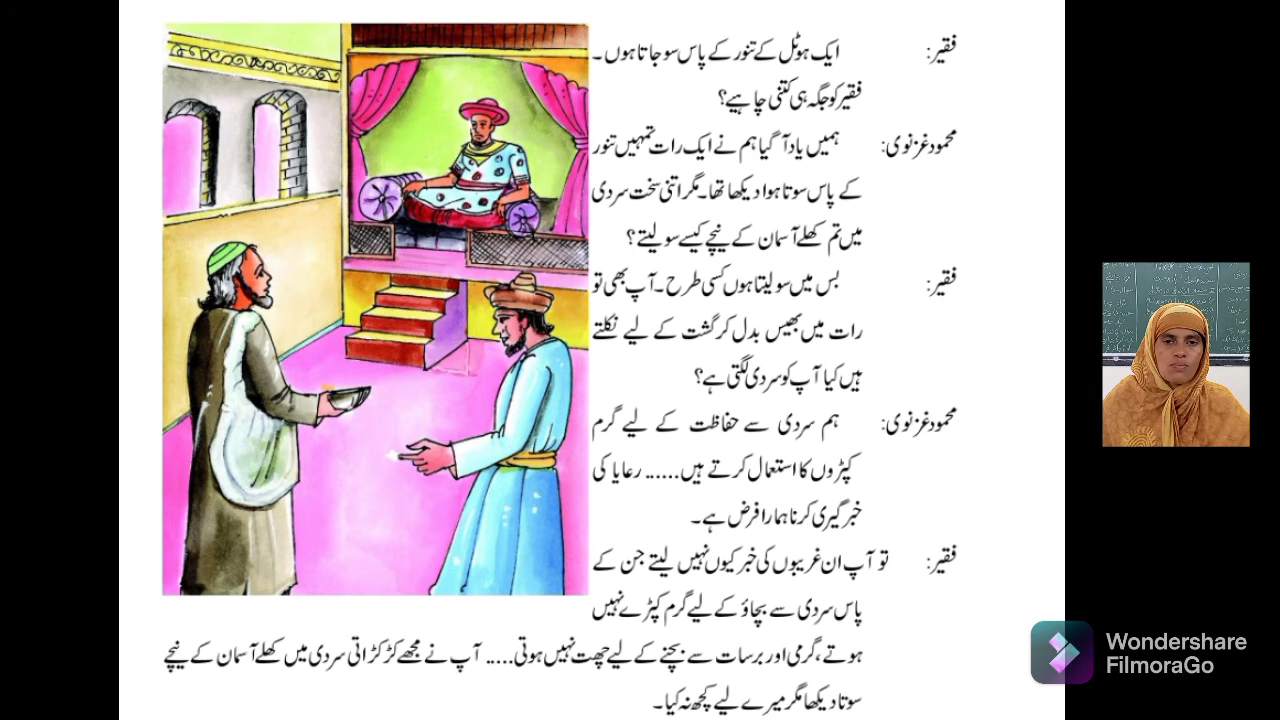 فقیر: ایک ہوٹل کے تنور کے پاس سو جاتا ہوں۔
فقیر کو جگہ ہی کتنی چاہیے؟
محمود غزنوی: ہمیں یاد آ گیا ہم نے ایک رات تمہیں تنور
کے پاس سوتا ہوا دیکھا تھا۔ مگر اتنی سخت سردی
میں تم کھلے آسمان کے نیچے کیسے سو لیتے؟
فقیر: بس میں سو لیتا ہوں کسی طرح۔ آپ بھی تو
رات میں بھیس بدل کر گشت کے لیے نکلتے
ہیں کیا آپ کو سردی لگتی ہے؟
محمود غزنوی: ہم سردی سے حفاظت کے لیے گرم
کپڑوں کا استعمال کرتے ہیں...... رعایا کی
خبر گیری کرنا ہمارا فرض ہے۔
فقیر: تو آپ ان غریبوں کی خبر کیوں نہیں لیتے جن کے
پاس سردی سے بچاؤ کے لیے گرم کپڑے نہیں
ہوتے، گرمی اور برسات سے بچنے کے لیے چھت نہیں ہوتی..... آپ نے مجھے کڑکڑاتی سردی میں کھلے آسمان کے نیچے
سوتا دیکھا مگر میرے لیے کچھ نہ کیا۔
Wondershare
FilmoraGo